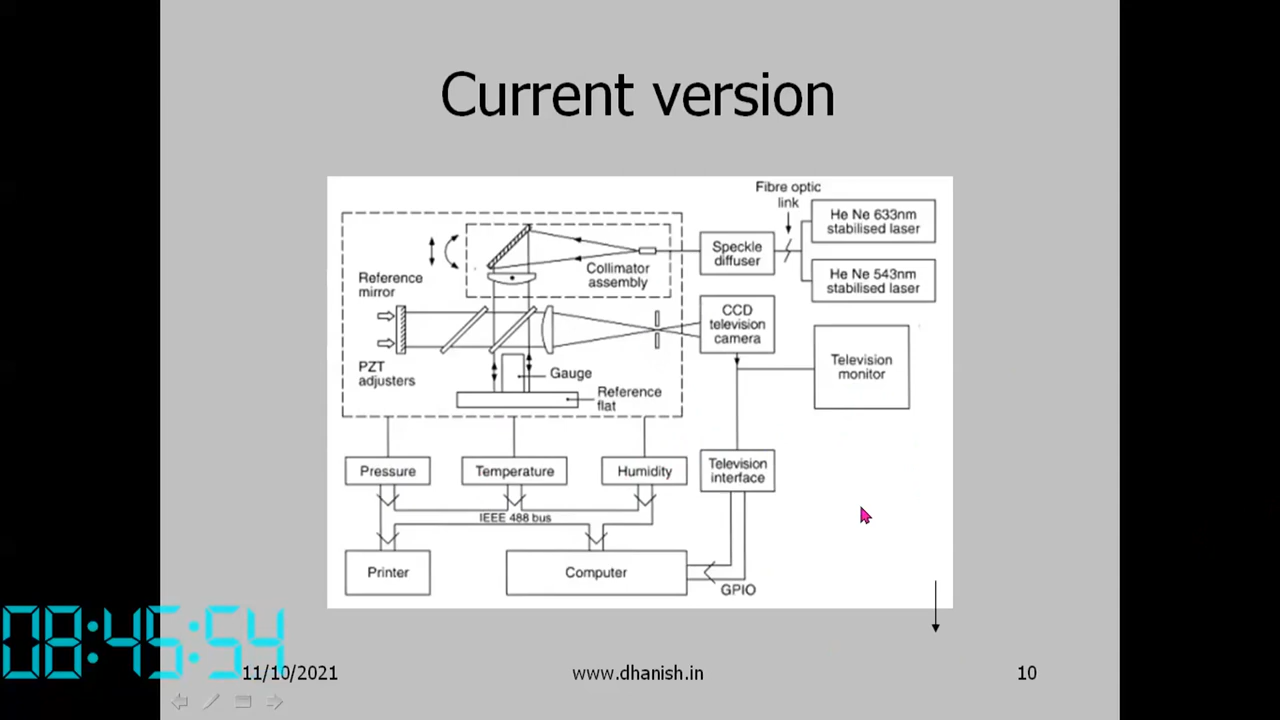 Current version
Fibre optic
link
He Ne 633nm
stabilised laser
Speckle
diffuser
He Ne 543nm
stabilised laser
Collimator
assembly
Reference
mirror
CCD
television
camera
Television
monitor
PZT
adjusters
Gauge
Reference
flat
Pressure
Temperature
Humidity
Television
interface
IEEE 488 bus
Printer
Computer
GPIO
08:45:54
11/10/2021
www.dhanish.in
10